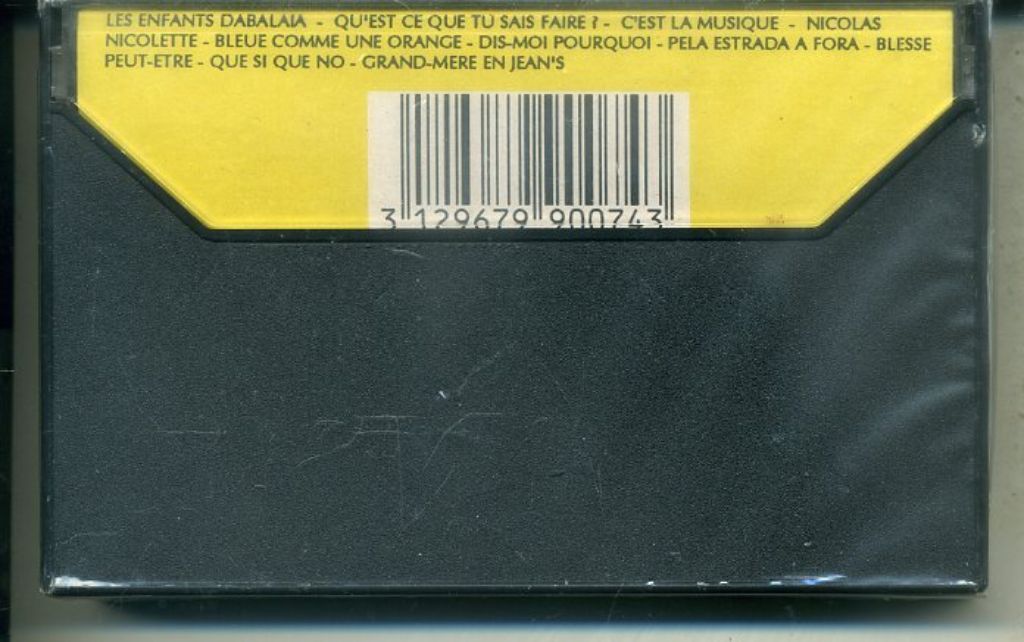 LES ENFANTS DABALAIA - QU'EST CE QUE TU SAIS FAIRE ? - C'EST LA MUSIQUE - NICOLAS
NICOLETTE - BLEUE COMME UNE ORANGE - DIS-MOI POURQUOI - PELA ESTRADA A FORA - BLESSE
PEUT-ETRE - QUE SI QUE NO - GRAND-MERE EN JEAN'S
3 129679 900743